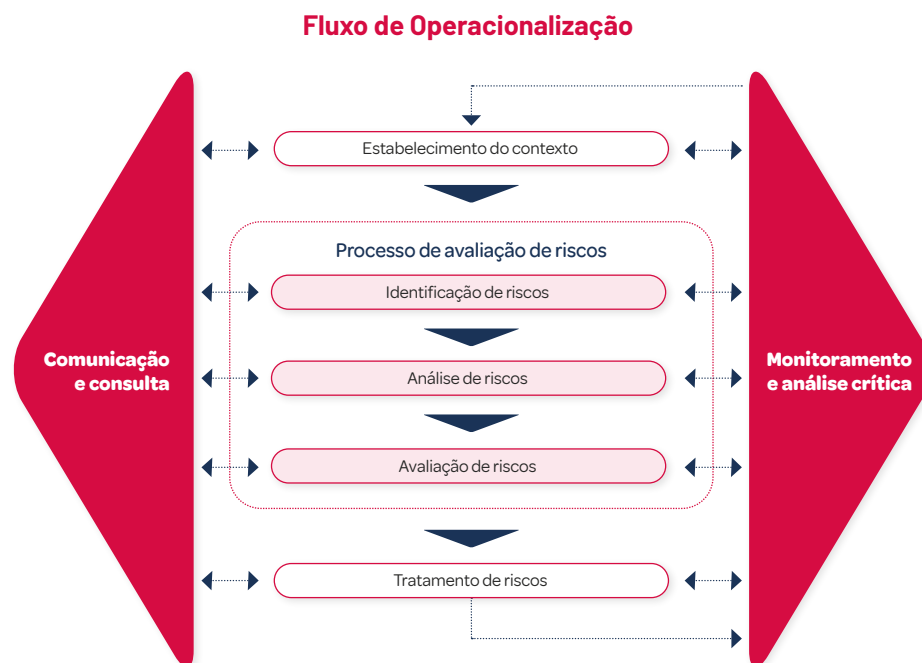 Fluxo de Operacionalização
Estabelecimento do contexto
Processo de avaliação de riscos
Identificação de riscos
Comunicação
e consulta
Análise de riscos
Monitoramento
e análise crítica
Avaliação de riscos
Tratamento de riscos